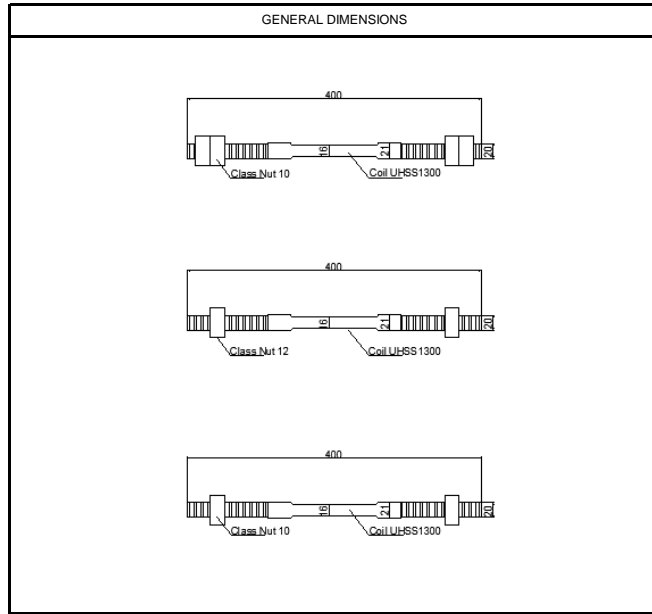 GENERAL DIMENSIONS
400
16
21
20
Class Nut 10
Coil UHSS1300
400
16
21
20
Class Nut 12
Coil UHSS1300
400
16
21
20
Class Nut 10
Coil UHSS1300